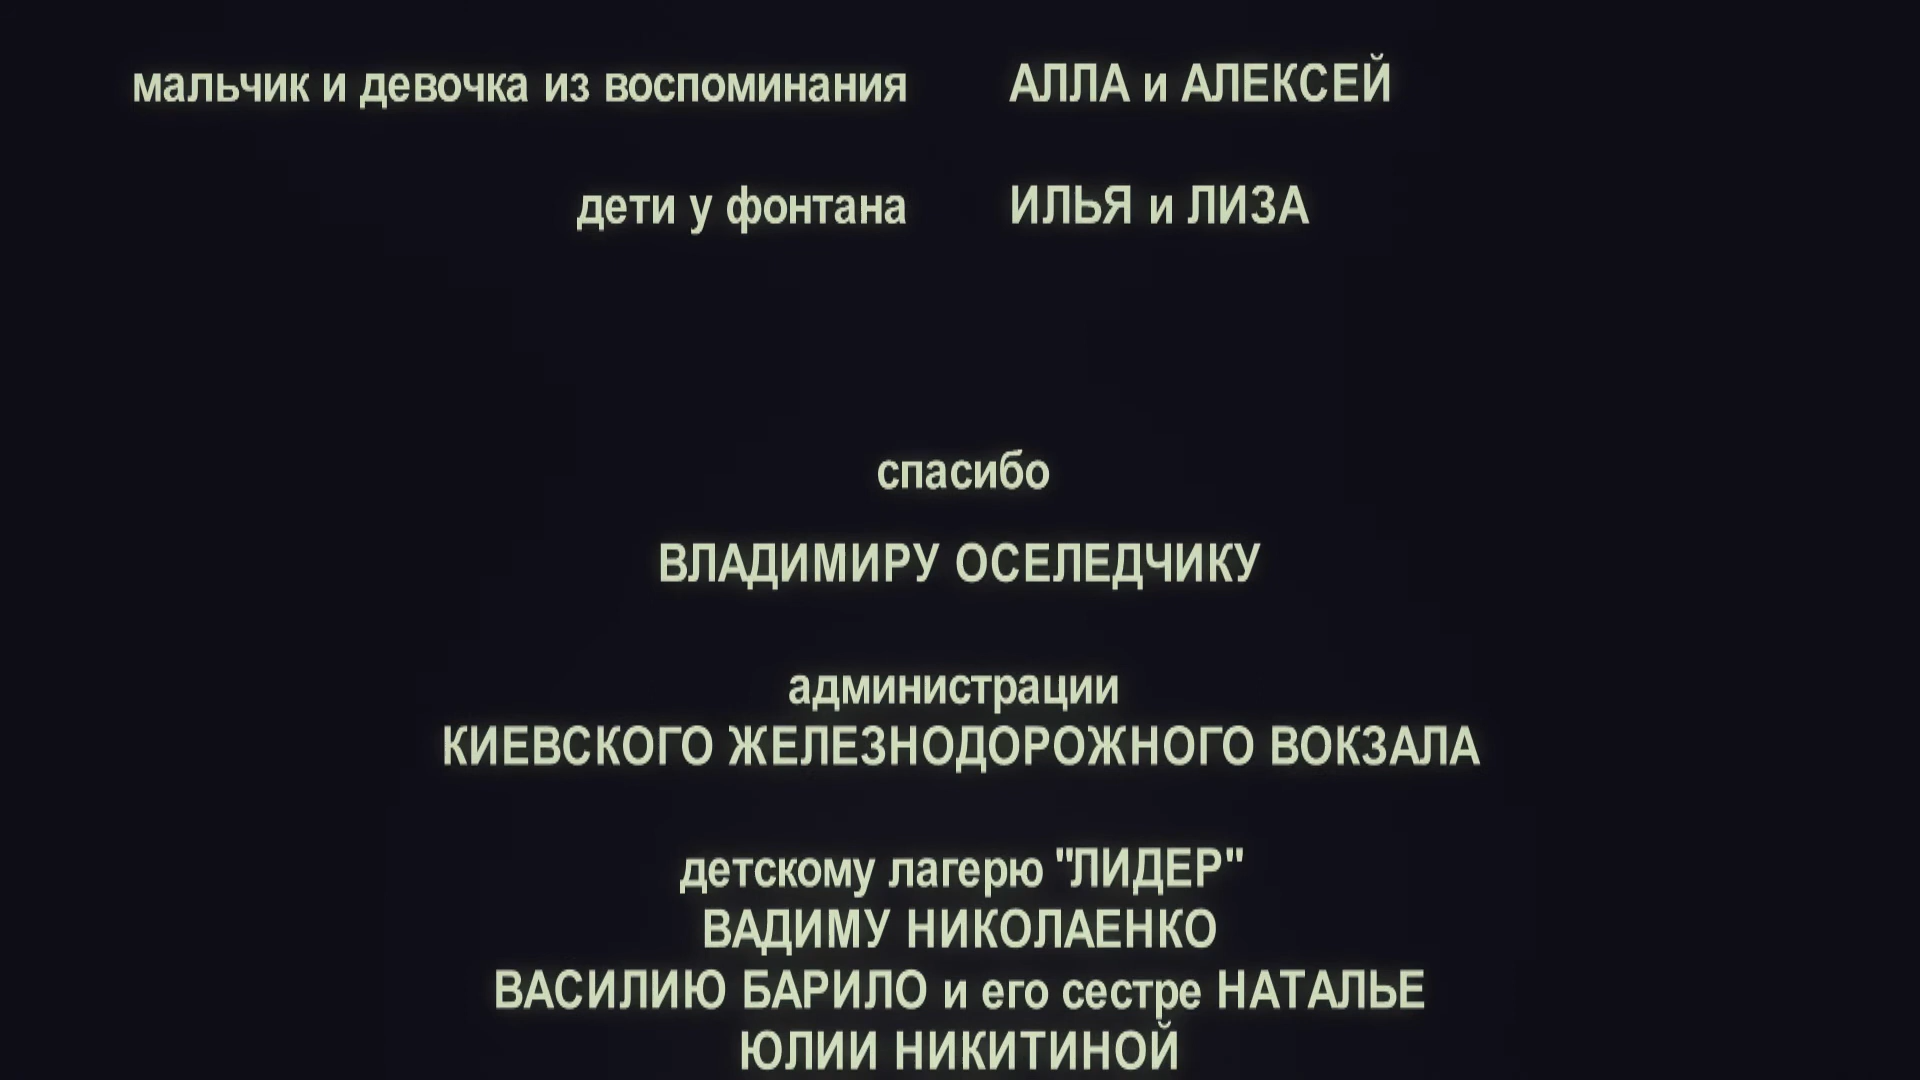 мальчик и девочка из воспоминания АЛЛА и АЛЕКСЕЙ
дети у фонтана ИЛЬЯ и ЛИЗА
спасибо
ВЛАДИМИРУ ОСЕЛЕДЧИКУ
администрации
КИЕВСКОГО ЖЕЛЕЗНОДОРОЖНОГО ВОКЗАЛА
детскому лагерю "ЛИДЕР"
ВАДИМУ НИКОЛАЕНКО
ВАСИЛИЮ БАРИЛО и его сестре НАТАЛЬЕ
ЮЛИИ НИКИТИНОЙ